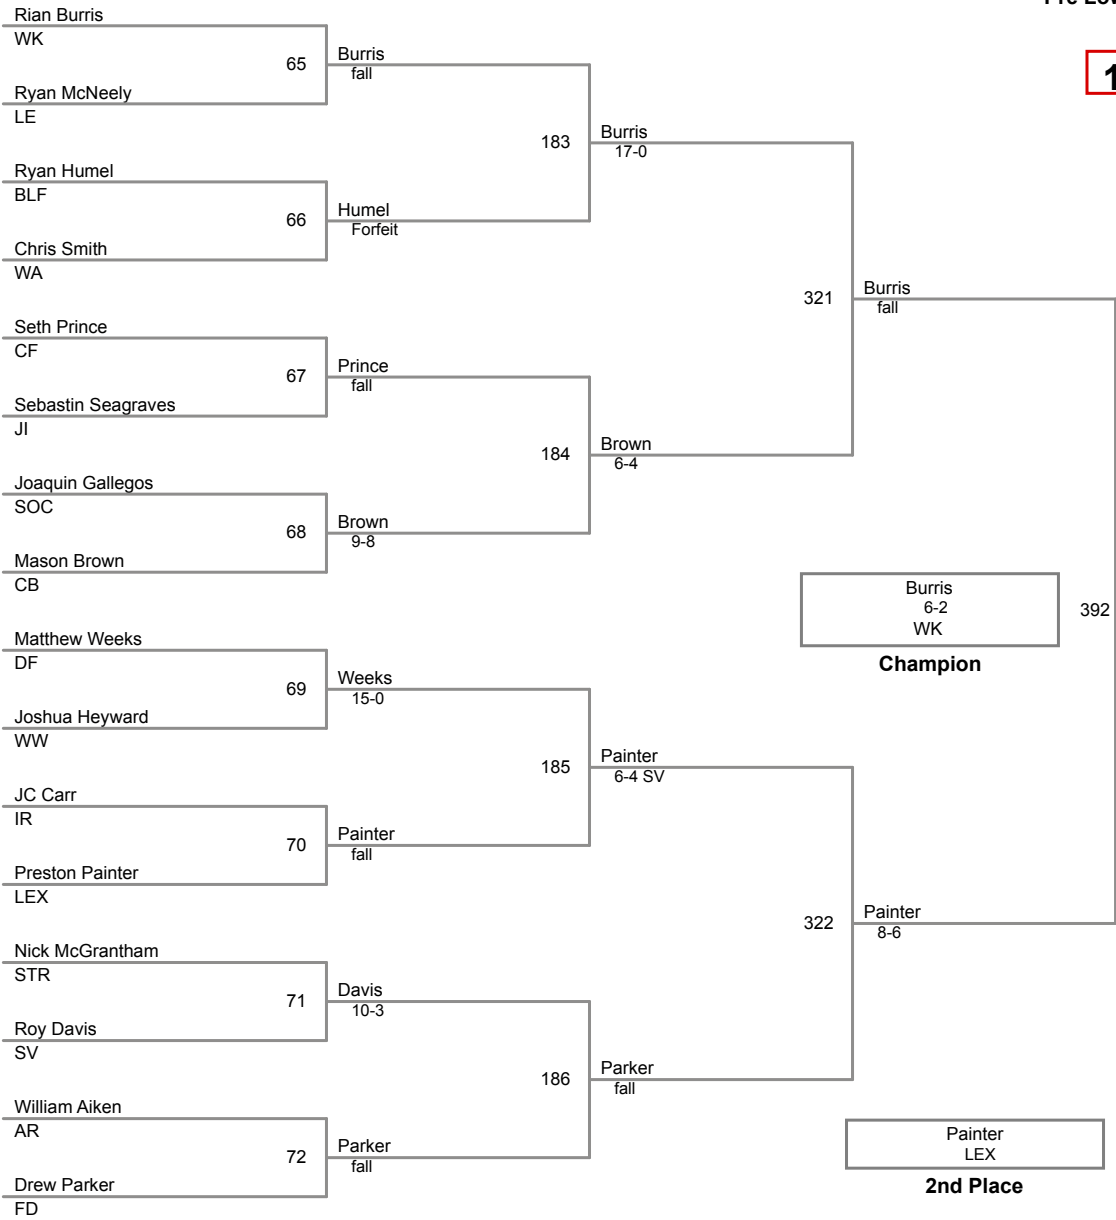 Rian Burris
WK
65
Burris
fall
Ryan McNeely
LE
183
Burris
17-0
Ryan Humel
BLF
66
Humel
Forfeit
Chris Smith
WA
321
Burris
fall
Seth Prince
CF
67
Prince
fall
Sebastin Seagraves
JI
184
Brown
6-4
Joaquin Gallegos
SOC
68
Brown
9-8
Mason Brown
CB
Burris
6-2
WK
392
Champion
Matthew Weeks
DF
69
Weeks
15-0
Joshua Heyward
WW
185
Painter
6-4 SV
JC Carr
IR
70
Painter
fall
Preston Painter
LEX
322
Painter
8-6
Nick McGrantham
STR
71
Davis
10-3
Roy Davis
SV
186
Parker
fall
William Aiken
AR
72
Parker
fall
Drew Parker
FD
Painter
LEX
2nd Place